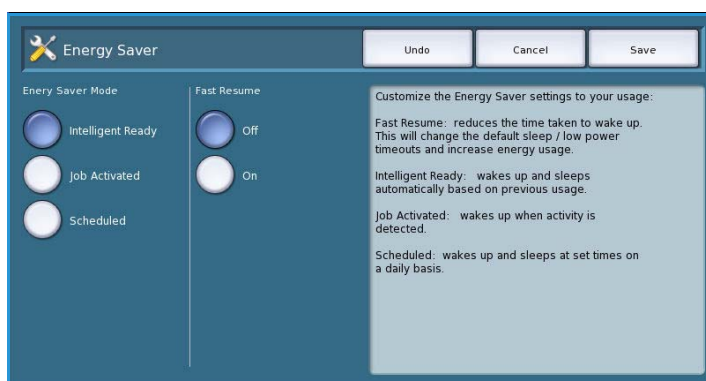 Energy Saver
Undo
Cancel
Save
Enery Saver Mode
Intelligent Ready
Job Activated
Scheduled
Fast Resume
Off
On
Customize the Energy Saver settings to your usage:
Fast Resume: reduces the time taken to wake up.
This will change the default sleep / low power
timeouts and increase energy usage.
Intelligent Ready: wakes up and sleeps
automatically based on previous usage.
Job Activated: wakes up when activity is
detected.
Scheduled: wakes up and sleeps at set times on
a daily basis.